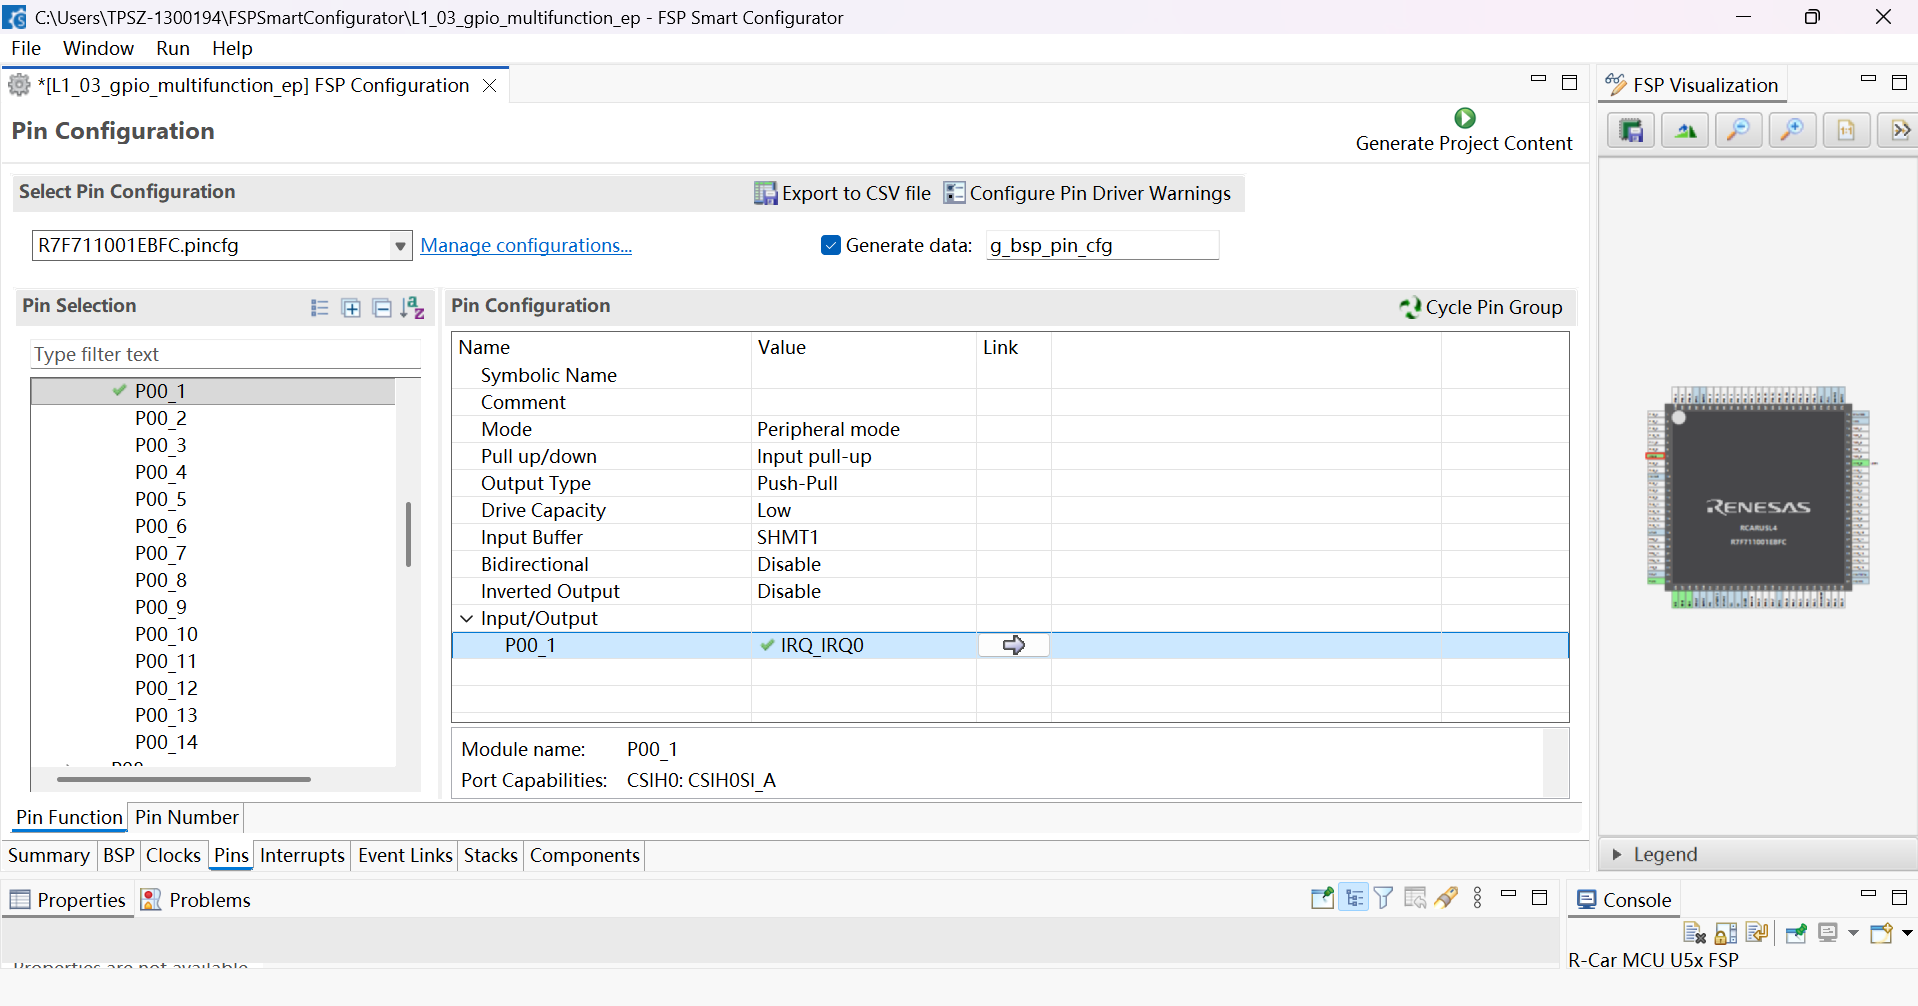 C:\Users\TPSZ-1300194\FSPSmartConfigurator\L1_03_gpio_multifunction_ep - FSP Smart Configurator
File Window Run Help
*[L1_03_gpio_multifunction_ep] FSP Configuration
FSP Visualization
Pin Configuration
Generate Project Content
Select Pin Configuration
Export to CSV file
Configure Pin Driver Warnings
R7F711001EBFC.pincfg
Manage configurations...
Generate data:
g_bsp_pin_cfg
Pin Selection
Pin Configuration
Cycle Pin Group
Type filter text
P00_1
P00_2
P00_3
P00_4
P00_5
P00_6
P00_7
P00_8
P00_9
P00_10
P00_11
P00_12
P00_13
P00_14
Name Value Link
Symbolic Name
Comment
Mode Peripheral mode
Pull up/down Input pull-up
Output Type Push-Pull
Drive Capacity Low
Input Buffer SHMT1
Bidirectional Disable
Inverted Output Disable
Input/Output
P00_1 IRQ_IRQ0
Module name: P00_1
Port Capabilities: CSIH0: CSIH0SI_A
RENESAS
RCARUSL4
R7F711001EBFC
Pin Function Pin Number
Summary BSP Clocks Pins Interrupts Event Links Stacks Components
Legend
Properties Problems
Properties are not available
Console
R-Car MCU U5x FSP